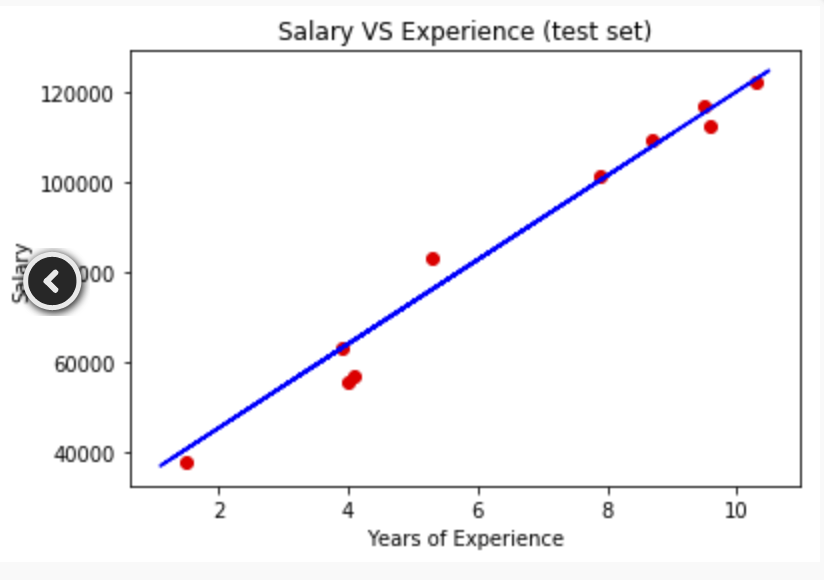 Salary VS Experience (test set)
120000
100000
000
60000
40000
Salary
2 4 6 8 10
Years of Experience